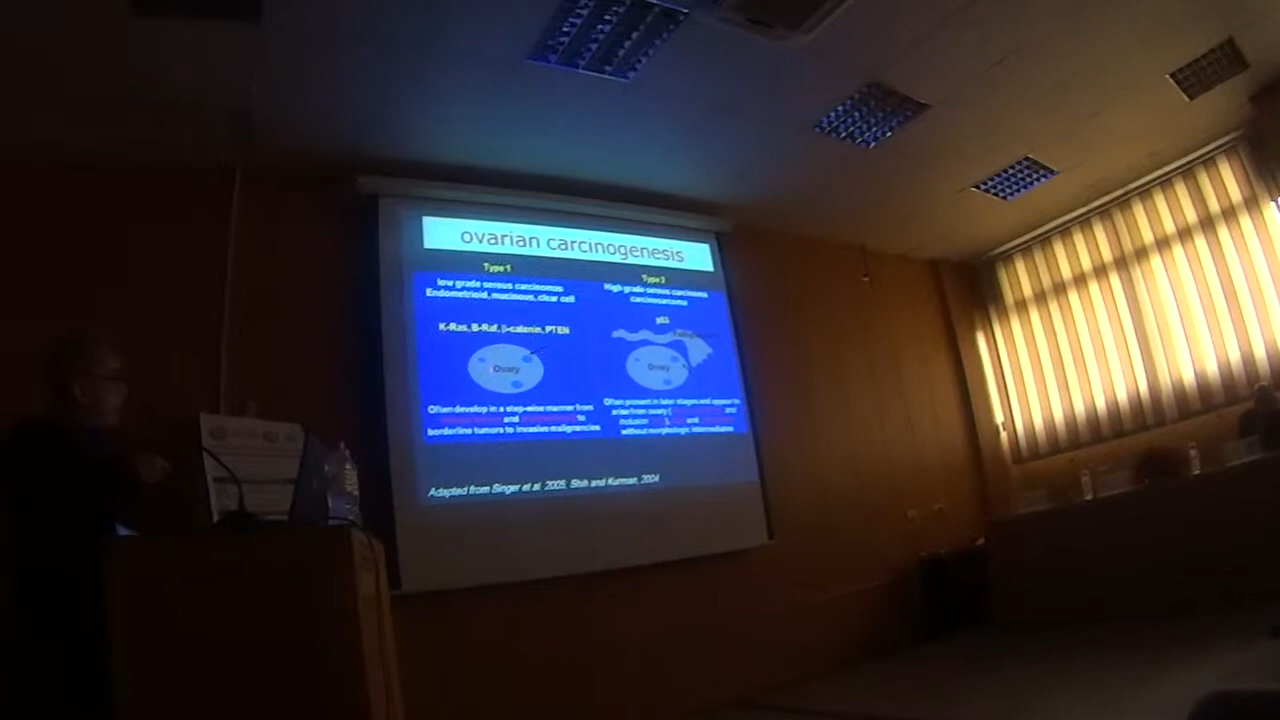 ovarian carcinogenesis
Type 1
low grade serous carcinomas
Endometrioid, mucinous, clear cell
K-Ras, B-Raf, β-catenin, PTEN
Ovary
Often develop in a step-wise manner from
and to
borderline tumors to invasive malignancies
Type 2
High grade serous carcinoma
carcinosarcoma
p53
Ovary
Often present in later stages and appear to
arise from ovary ( and
inclusion ), and
without morphologic intermediates
Adapted from Singer et al 2005, Shih and Kurman, 2004